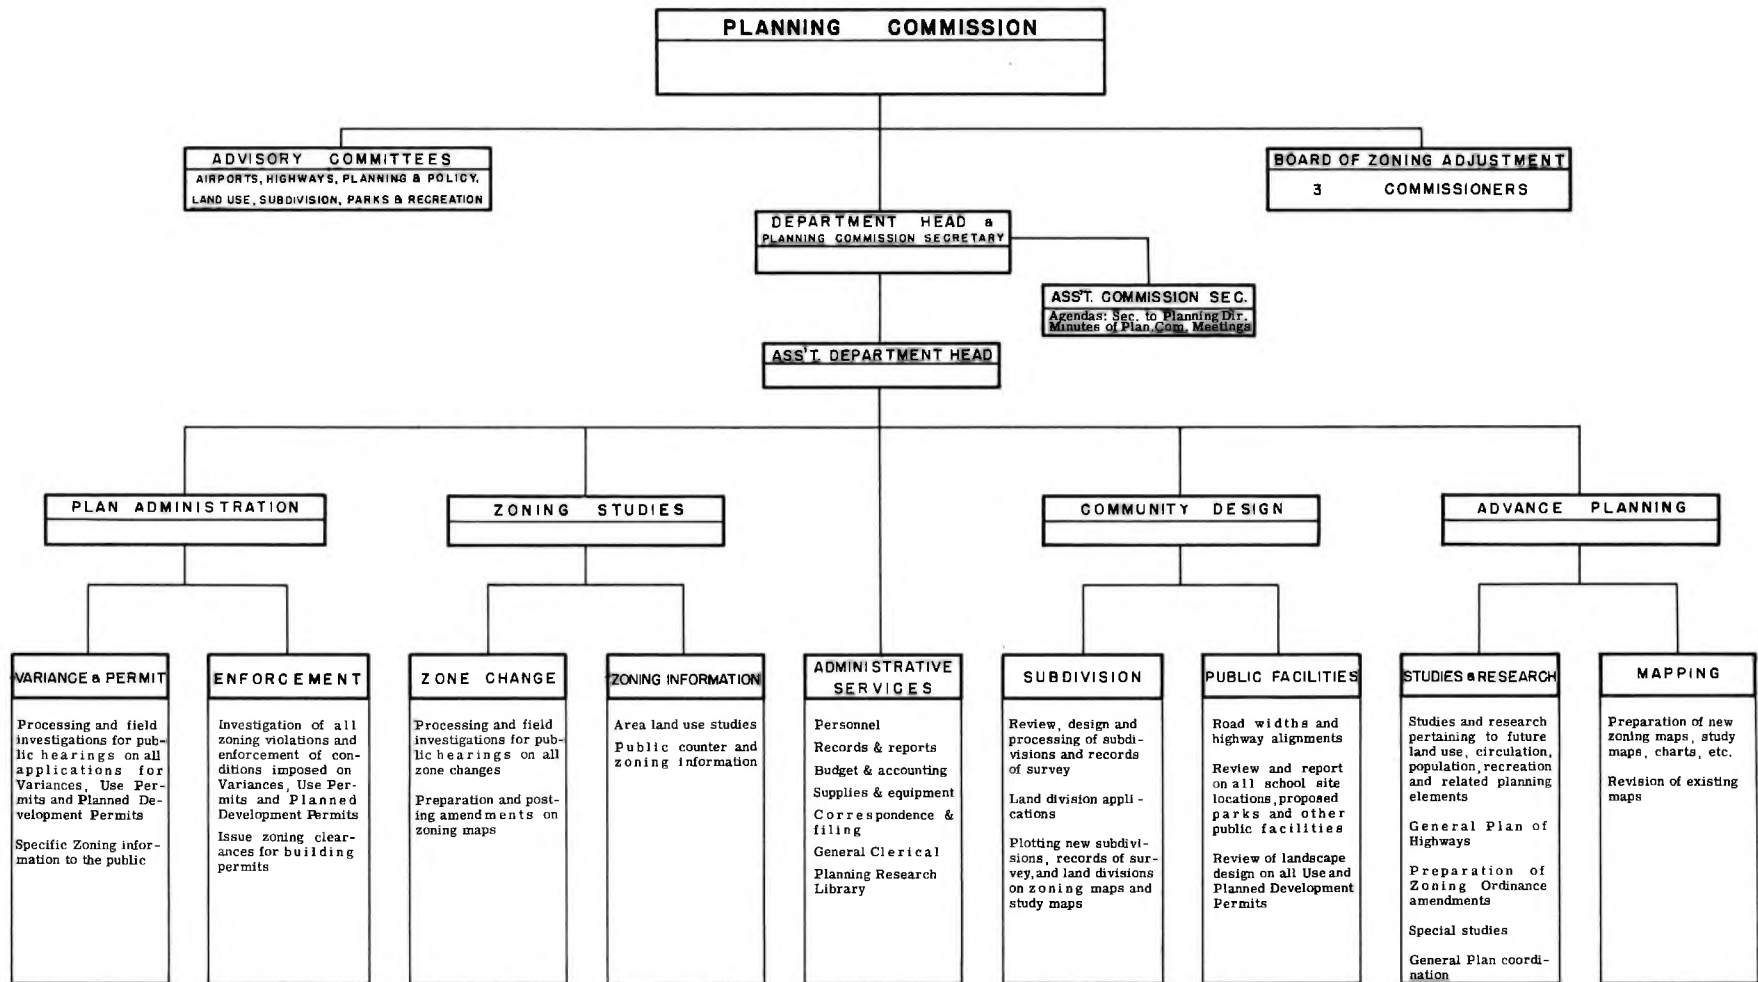 PLANNING COMMISSION
ADVISORY COMMITTEES
AIRPORTS, HIGHWAYS, PLANNING & POLICY,
LAND USE, SUBDIVISION, PARKS & RECREATION
BOARD OF ZONING ADJUSTMENT
3 COMMISSIONERS
DEPARTMENT HEAD &
PLANNING COMMISSION SECRETARY
ASS'T. COMMISSION SEC.
Agendas: Sec. to Planning Dir.
Minutes of Plan. Com. Meetings
ASS'T. DEPARTMENT HEAD
PLAN ADMINISTRATION
ZONING STUDIES
COMMUNITY DESIGN
ADVANCE PLANNING
VARIANCE & PERMIT
Processing and field
investigations for pub-
lic hearings on all
applications for
Variances, Use Per-
mits and Planned De-
velopment Permits
Specific Zoning infor-
mation to the public
ENFORCEMENT
Investigation of all
zoning violations and
enforcement of con-
ditions imposed on
Variances, Use Per-
mits and Planned
Development Permits
Issue zoning clear-
ances for building
permits
ZONE CHANGE
Processing and field
investigations for pub-
lic hearings on all
zone changes
Preparation and post-
ing amendments on
zoning maps
ZONING INFORMATION
Area land use studies
Public counter and
zoning information
ADMINISTRATIVE
SERVICES
Personnel
Records & reports
Budget & accounting
Supplies & equipment
Correspondence &
filing
General Clerical
Planning Research
Library
SUBDIVISION
Review, design and
processing of subdi-
visions and records
of survey
Land division appli-
cations
Plotting new subdivi-
sions, records of sur-
vey, and land divisions
on zoning maps and
study maps
PUBLIC FACILITIES
Road widths and
highway alignments
Review and report
on all school site
locations, proposed
parks and other
public facilities
Review of landscape
design on all Use and
Planned Development
Permits
STUDIES & RESEARCH
Studies and research
pertaining to future
land use, circulation,
population, recreation
and related planning
elements
General Plan of
Highways
Preparation of
Zoning Ordinance
amendments
Special studies
General Plan coordi-
nation
MAPPING
Preparation of new
zoning maps, study
maps, charts, etc.
Revision of existing
maps